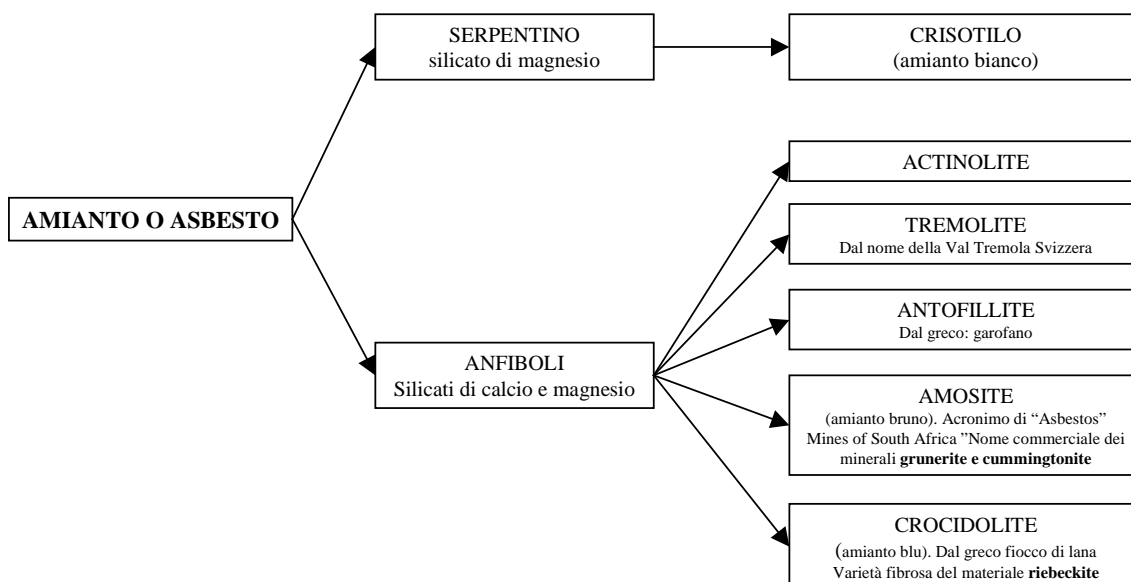 SERPENTINO
silicato di magnesio
CRISOTILO
(amianto bianco)
AMIANTO O ASBESTO
ACTINOLITE
TREMOLITE
Dal nome della Val Tremola Svizzera
ANFIBOLI
Silicati di calcio e magnesio
ANTOFILLITE
Dal greco: garofano
AMOSITE
(amianto bruno). Acronimo di “Asbestos”
Mines of South Africa ”Nome commerciale dei
minerali grunerite e cummingtonite
CROCIDOLITE
(amianto blu). Dal greco fiocco di lana
Varietà fibrosa del materiale riebeckite